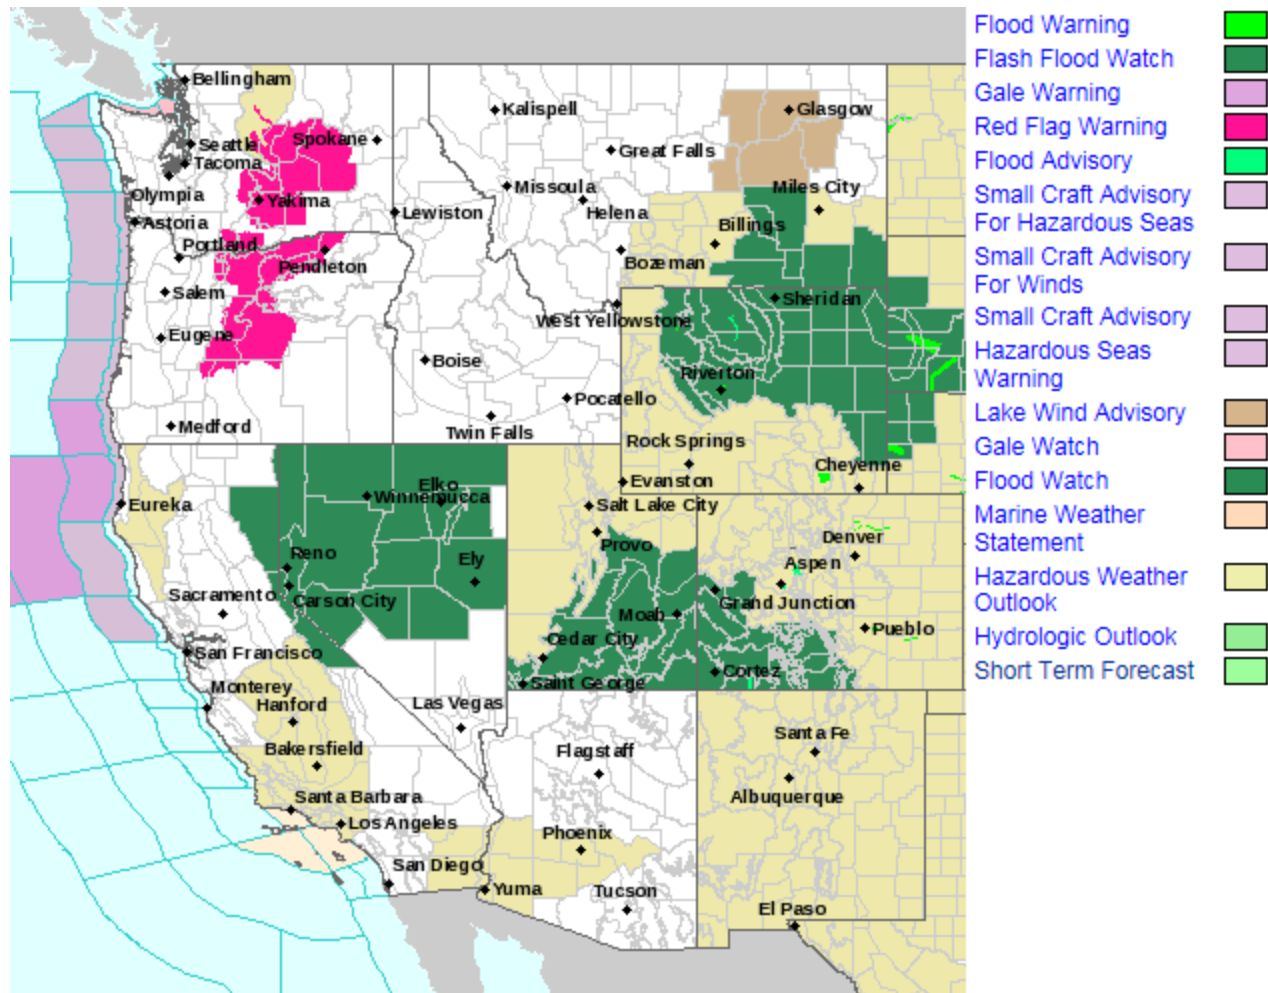 Bellingham
Seattle
Tacoma
Olympia
Spokane
Yakima
Astoria
Portland
Pendleton
Lewiston
Salem
Eugene
Medford
Kalispell
Great Falls
Missoula
Helena
Glasgow
Miles City
Billings
Bozeman
West Yellowstone
Boise
Pocatello
Twin Falls
Sheridan
Riverton
Rock Springs
Evanston
Cheyenne
Eureka
Elko
Winnemucca
Reno
Ely
Carson City
Sacramento
San Francisco
Monterey
Hanford
Bakersfield
Santa Barbara
Los Angeles
San Diego
Las Vegas
Salt Lake City
Provo
Moab
Cedar City
Saint George
Denver
Aspen
Grand Junction
Pueblo
Cortez
Flagstaff
Phoenix
Yuma
Tucson
Santa Fe
Albuquerque
El Paso
Flood Warning
Flash Flood Watch
Gale Warning
Red Flag Warning
Flood Advisory
Small Craft Advisory
For Hazardous Seas
Small Craft Advisory
For Winds
Small Craft Advisory
Hazardous Seas
Warning
Lake Wind Advisory
Gale Watch
Flood Watch
Marine Weather
Statement
Hazardous Weather
Outlook
Hydrologic Outlook
Short Term Forecast